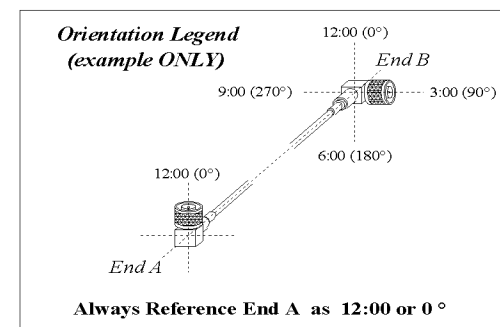 Orientation Legend
(example ONLY)
12:00 (0°)
End B
9:00 (270°)
3:00 (90°)
6:00 (180°)
12:00 (0°)
End A
Always Reference End A as 12:00 or 0 °